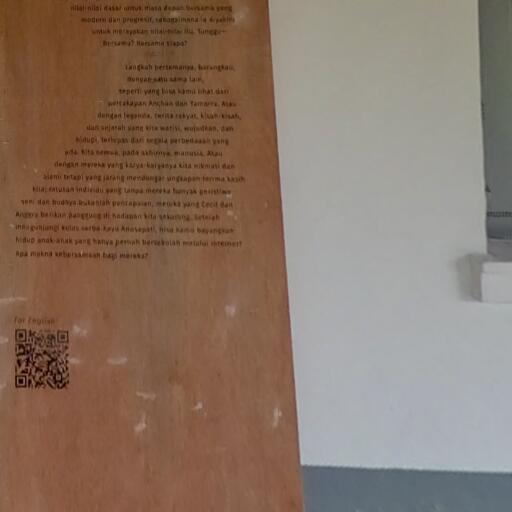 nilai-nilai dasar untuk masa depan bersama yang
modern dan progresif, sebagaimana ia diyakini
untuk merayakan nilai-nilai itu. Tunggu—
Bersama? Bersama siapa?
Langkah pertamanya, barangkali,
dengan satu sama lain,
seperti yang bisa kamu lihat dari
percakapan Anchan dan Tamarra. Atau
dengan legenda, cerita rakyat, kisah-kisah,
dan sejarah yang kita warisi, wujudkan, dan
hidupi, terlepas dari segala perbedaaan yang
ada. Kita semua, pada akhirnya, manusia. Atau
dengan mereka yang karya-karyanya kita nikmati dan
alami tetapi yang jarang mendengar ungkapan terima kasih
kita; ratusan individu yang tanpa mereka banyak peristiwa
seni dan budaya bukanlah pencapaian, mereka yang Cecil dan
Anggra berikan panggung di hadapan kita sekarang. Setelah
mengunjungi kelas serba kayu Anusapati, bisa kamu bayangkan
hidup anak-anak yang hanya pernah bersekolah melalui internet?
Apa makna kebersamaan bagi mereka?
For English: